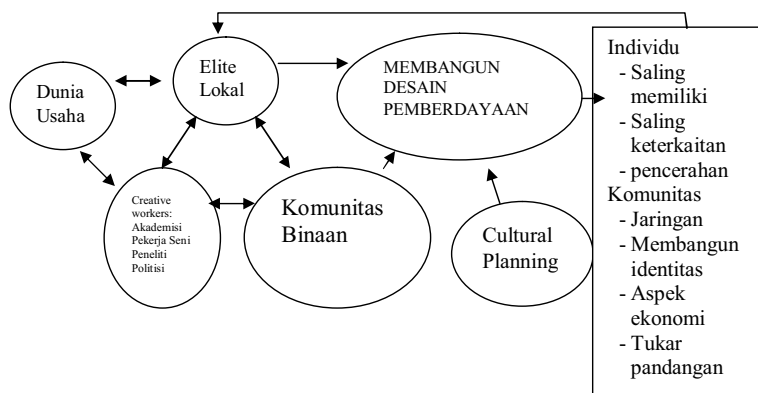 Dunia
Usaha
Elite
Lokal
MEMBANGUN
DESAIN
PEMBERDAYAAN
Creative
workers:
Akademisi
Pekerja Seni
Peneliti
Politisi
Komunitas
Binaan
Cultural
Planning
Individu
- Saling
memiliki
- Saling
keterkaitan
- pencerahan
Komunitas
- Jaringan
- Membangun
identitas
- Aspek
ekonomi
- Tukar
pandangan